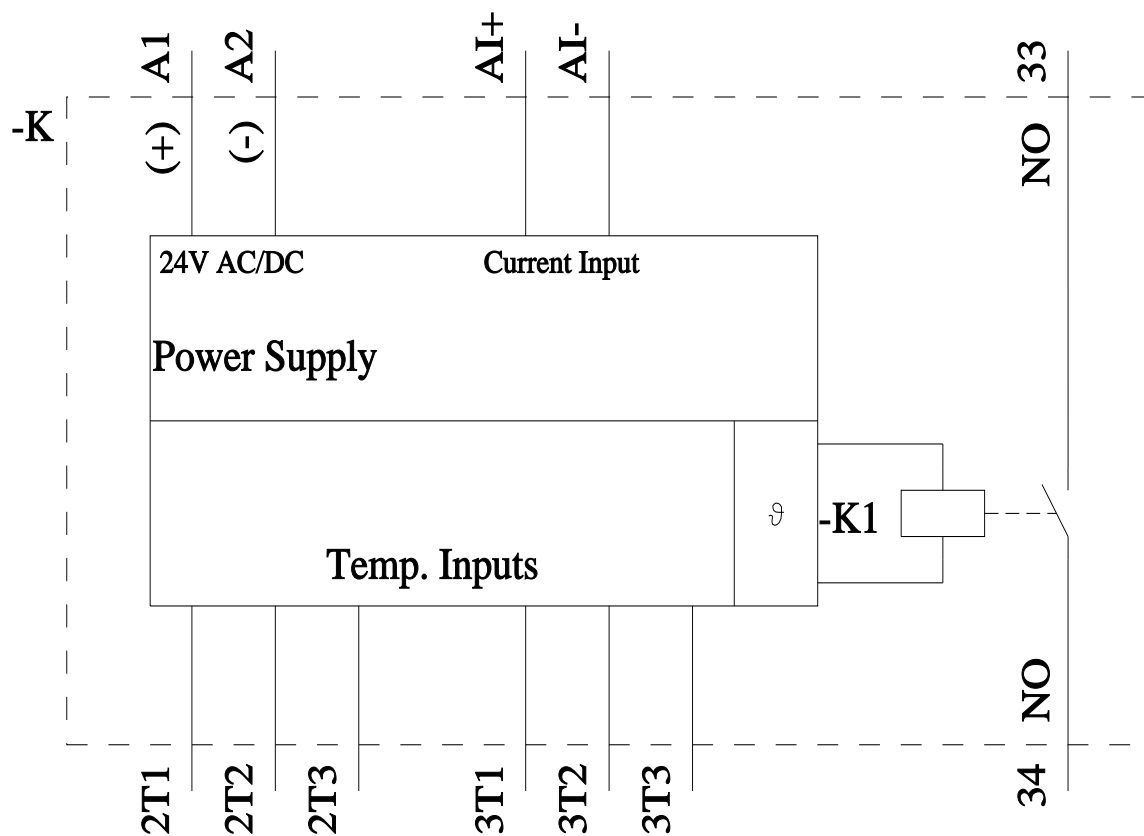 A1
A2
AI+
AI-
33
-K
(+)
(-)
NO
24V AC/DC
Current Input
Power Supply
ϑ
-K1
Temp. Inputs
NO
2T1
2T2
2T3
3T1
3T2
3T3
34